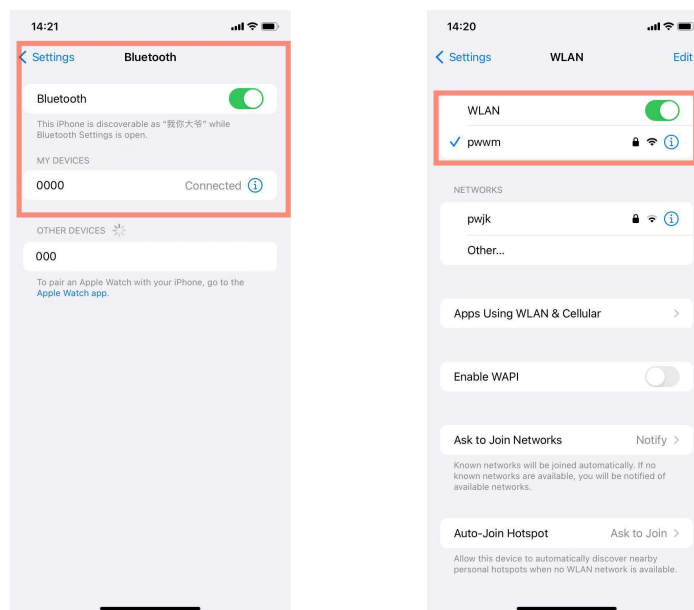 14:21
Settings
Bluetooth
Bluetooth
This iPhone is discoverable as “我你大爷” while
Bluetooth Settings is open.
MY DEVICES
0000
Connected
OTHER DEVICES
000
To pair an Apple Watch with your iPhone, go to the
Apple Watch app.
14:20
Settings
WLAN
Edit
WLAN
pwwm
NETWORKS
pwjk
Other...
Apps Using WLAN & Cellular
Enable WAPI
Ask to Join Networks
Notify
Known networks will be joined automatically. If no
known networks are available, you will be notified of
available networks.
Auto-Join Hotspot
Ask to Join
Allow this device to automatically discover nearby
personal hotspots when no WLAN network is available.